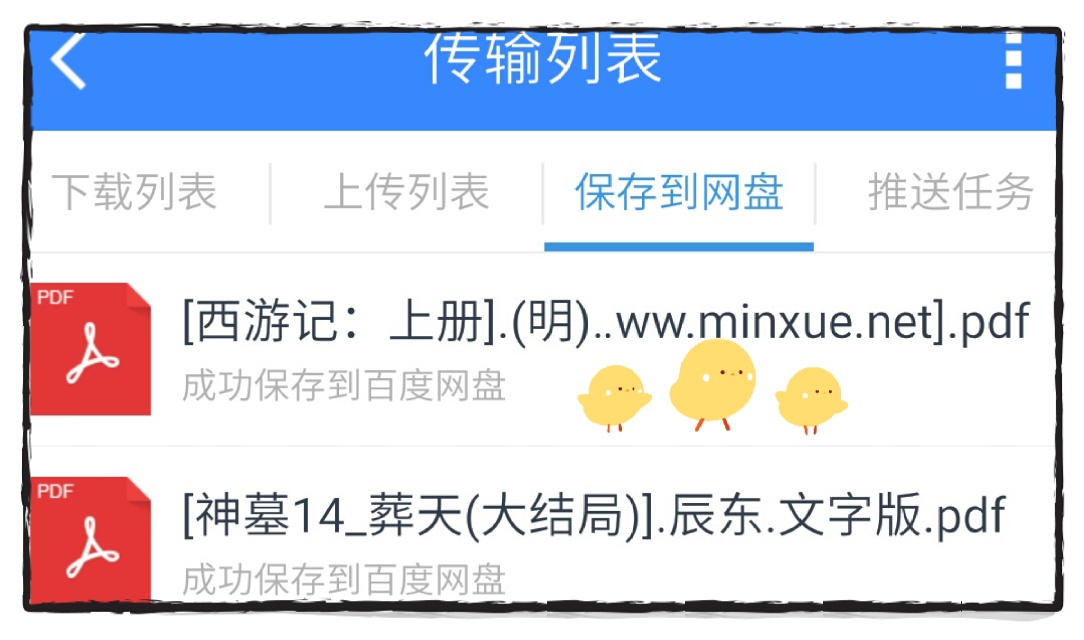 传输列表
下载列表 上传列表 保存到网盘 推送任务
PDF
[西游记：上册].(明)..ww.minxue.net].pdf
成功保存到百度网盘
PDF
[神墓14_葬天(大结局)].辰东.文字版.pdf
成功保存到百度网盘